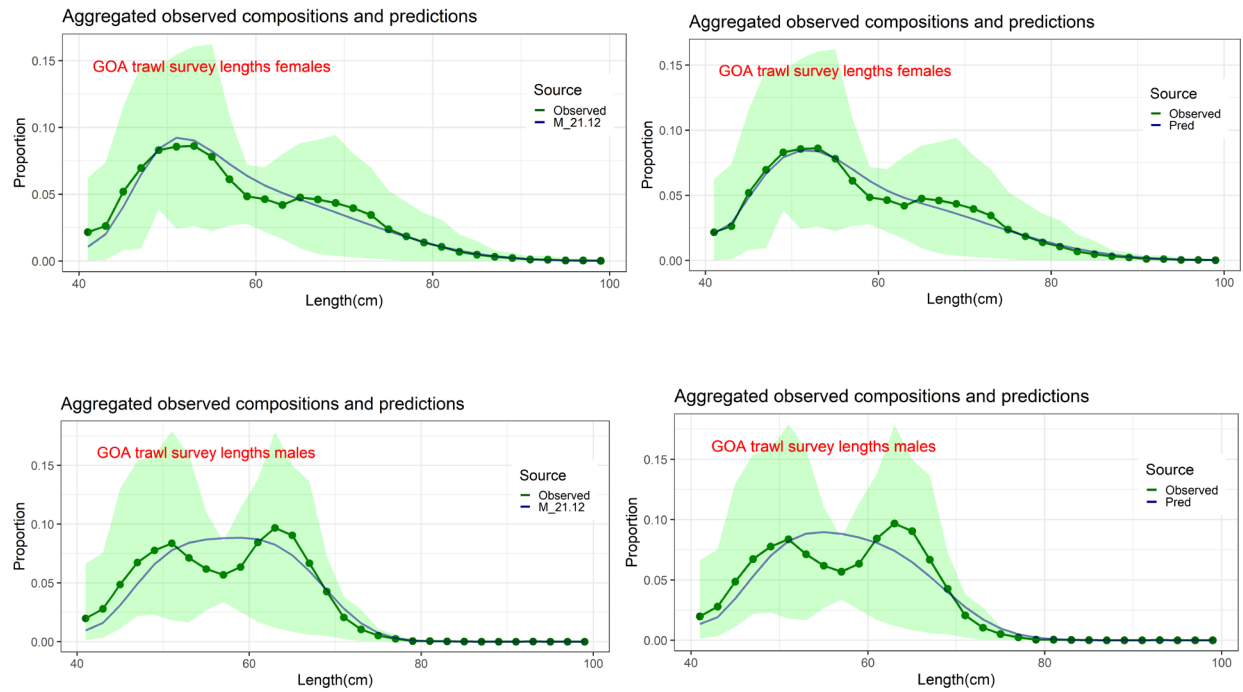 Aggregated observed compositions and predictions
GOA trawl survey lengths females
Source
Observed
M_21.12
Proportion
0.15
0.10
0.05
0.00
40
60
80
100
Length(cm)
Aggregated observed compositions and predictions
GOA trawl survey lengths females
Source
Observed
Pred
Proportion
0.15
0.10
0.05
0.00
40
60
80
100
Length(cm)
Aggregated observed compositions and predictions
GOA trawl survey lengths males
Source
Observed
M_21.12
Proportion
0.15
0.10
0.05
0.00
40
60
80
100
Length(cm)
Aggregated observed compositions and predictions
GOA trawl survey lengths males
Source
Observed
Pred
Proportion
0.15
0.10
0.05
0.00
40
60
80
100
Length(cm)